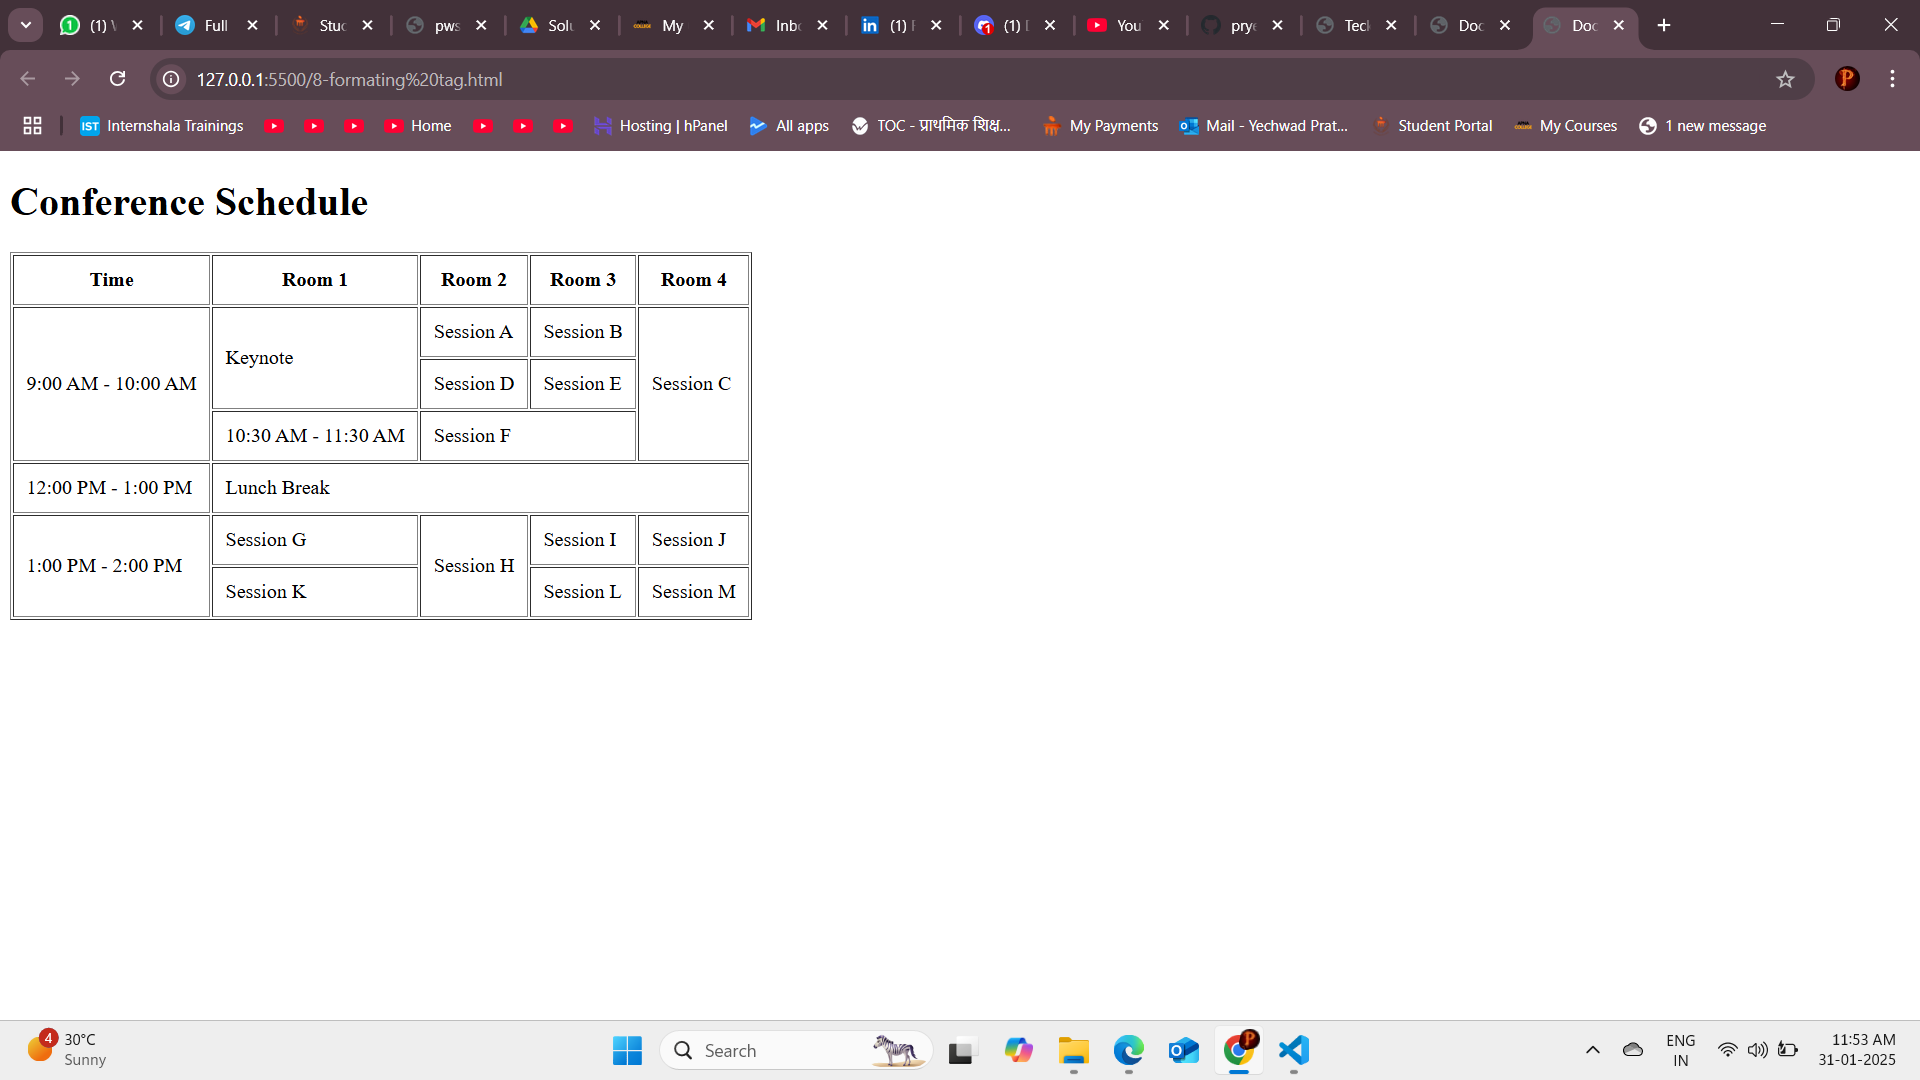 (1) W
Full
Stuc
pws
Solu
My
Inbo
in (1) F
(1) D
You
prye
Tech
Doc
Doc
127.0.0.1:5500/8-formating%20tag.html
P
IST Internshala Trainings
Home
Hosting | hPanel
All apps
TOC - प्राथमिक शिक्ष...
My Payments
Mail - Yechwad Prat...
Student Portal
My Courses
1 new message
Conference Schedule
Time Room 1 Room 2 Room 3 Room 4
9:00 AM - 10:00 AM Keynote Session A Session B Session C
Session D Session E
10:30 AM - 11:30 AM Session F
12:00 PM - 1:00 PM Lunch Break
1:00 PM - 2:00 PM Session G Session H Session I Session J
Session K Session L Session M
4
30°C
Sunny
Search
ENG
IN
11:53 AM
31-01-2025